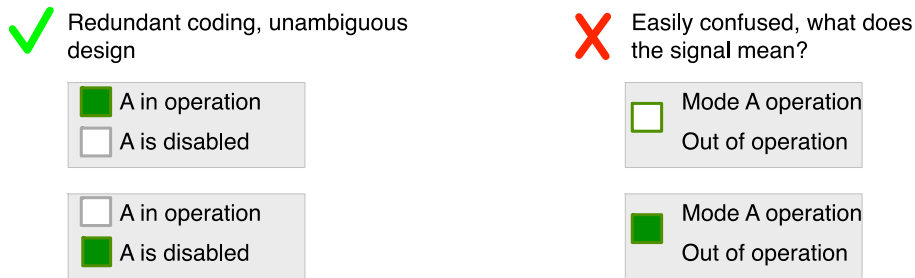 Redundant coding, unambiguous
design
A in operation
A is disabled
A in operation
A is disabled
Easily confused, what does
the signal mean?
Mode A operation
Out of operation
Mode A operation
Out of operation